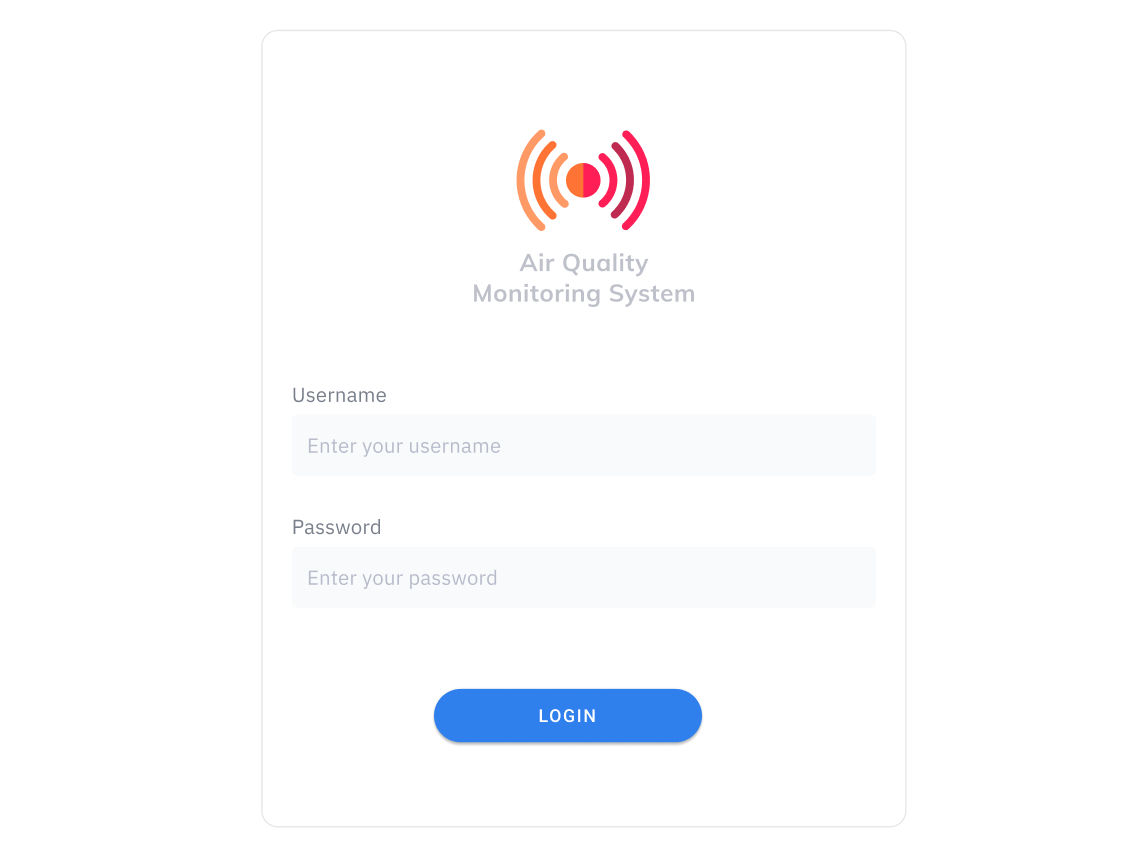 Air Quality
Monitoring System
Username
Enter your username
Password
Enter your password
LOGIN